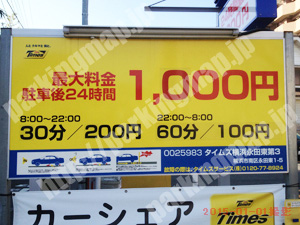 Times
最大料金
駐車後24時間
1,000円
8:00～22:00
30分／200円
22:00～8:00
60分／100円
0025983 タイムズ横浜永田東第3
横浜市南区永田東1-5
0120-77-8924
カーシェア
Times